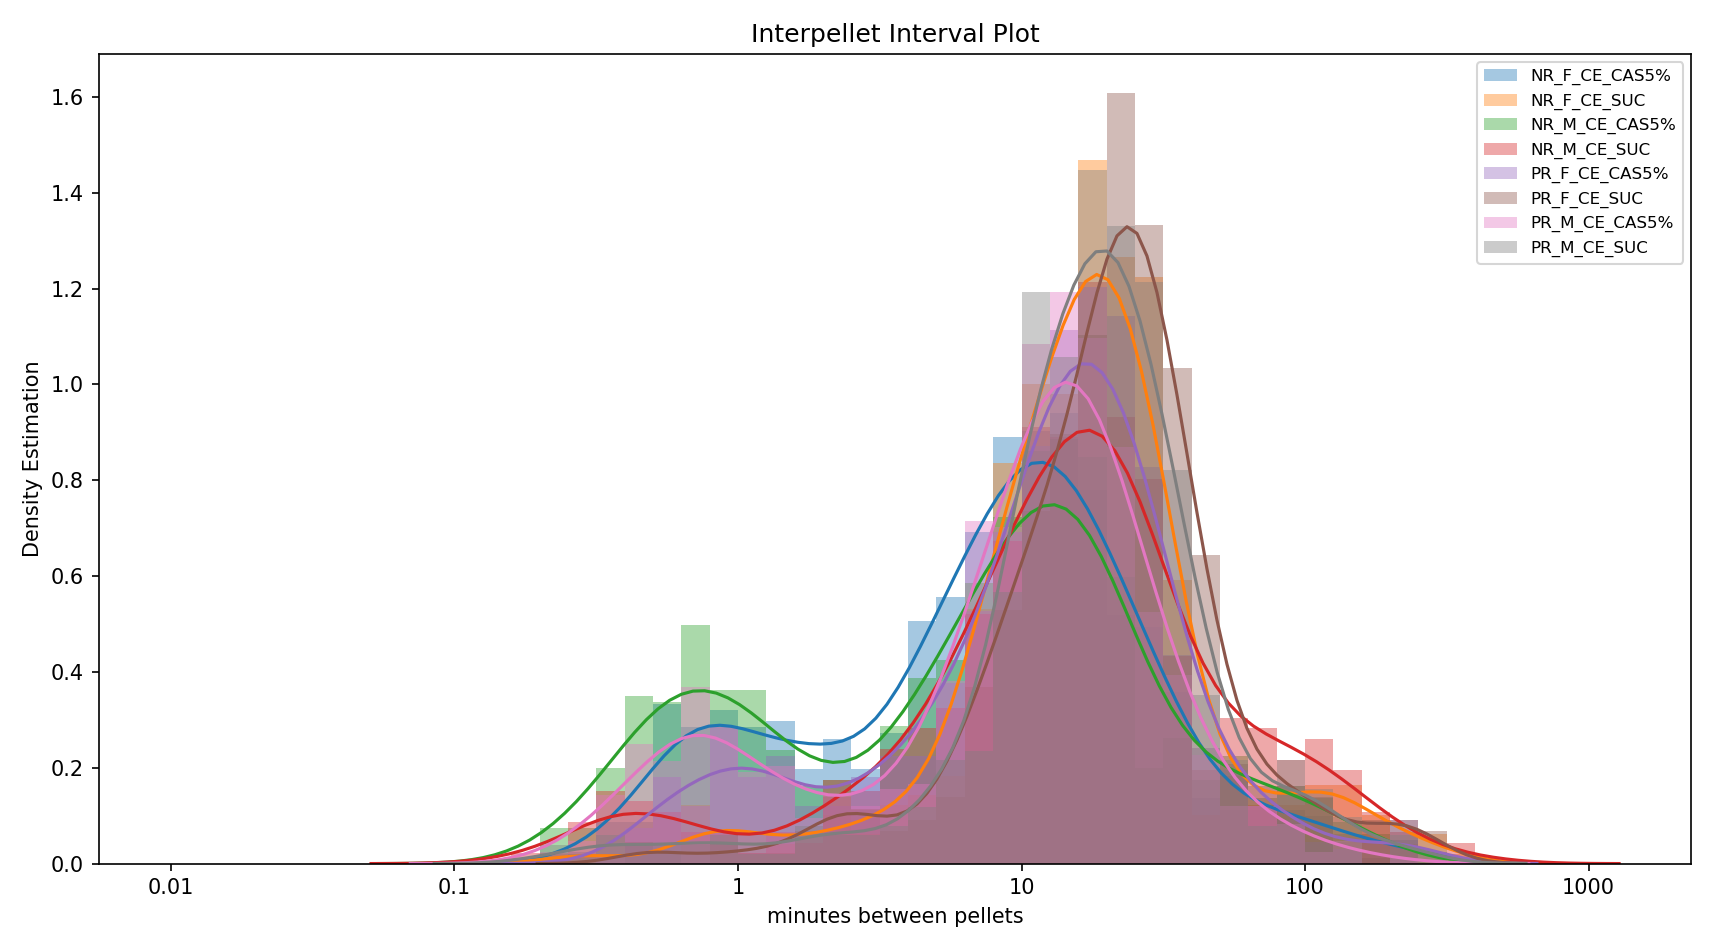 Interpellet Interval Plot
NR_F_CE_CAS5%
NR_F_CE_SUC
NR_M_CE_CAS5%
NR_M_CE_SUC
PR_F_CE_CAS5%
PR_F_CE_SUC
PR_M_CE_CAS5%
PR_M_CE_SUC
Density Estimation
1.6
1.4
1.2
1.0
0.8
0.6
0.4
0.2
0.0
0.01 0.1 1 10 100 1000
minutes between pellets